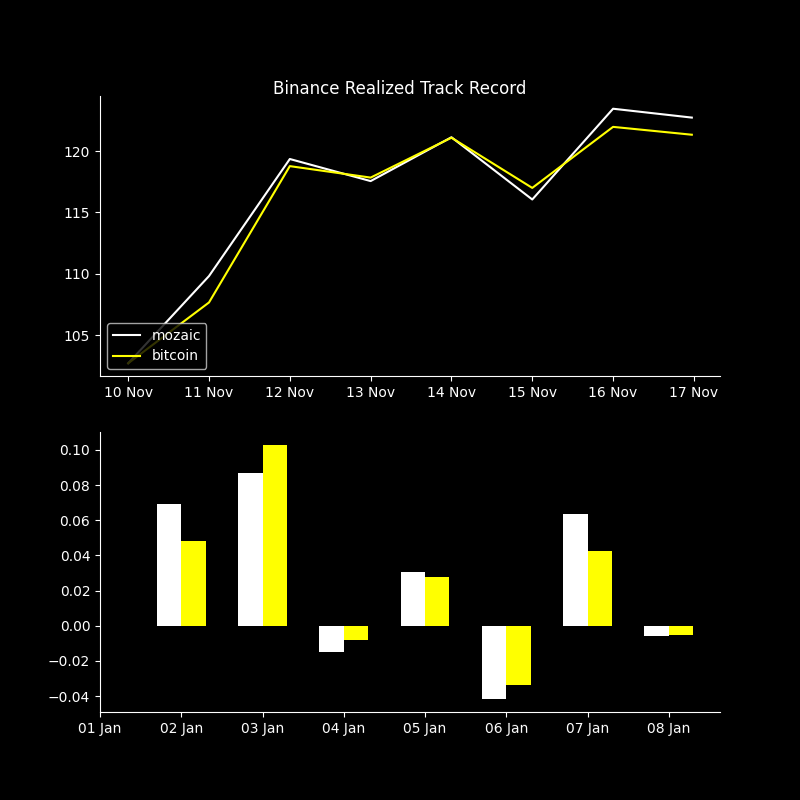 Binance Realized Track Record
120
115
110
105
mozaic
bitcoin
10 Nov 11 Nov 12 Nov 13 Nov 14 Nov 15 Nov 16 Nov 17 Nov
0.10
0.08
0.06
0.04
0.02
0.00
−0.02
−0.04
01 Jan 02 Jan 03 Jan 04 Jan 05 Jan 06 Jan 07 Jan 08 Jan